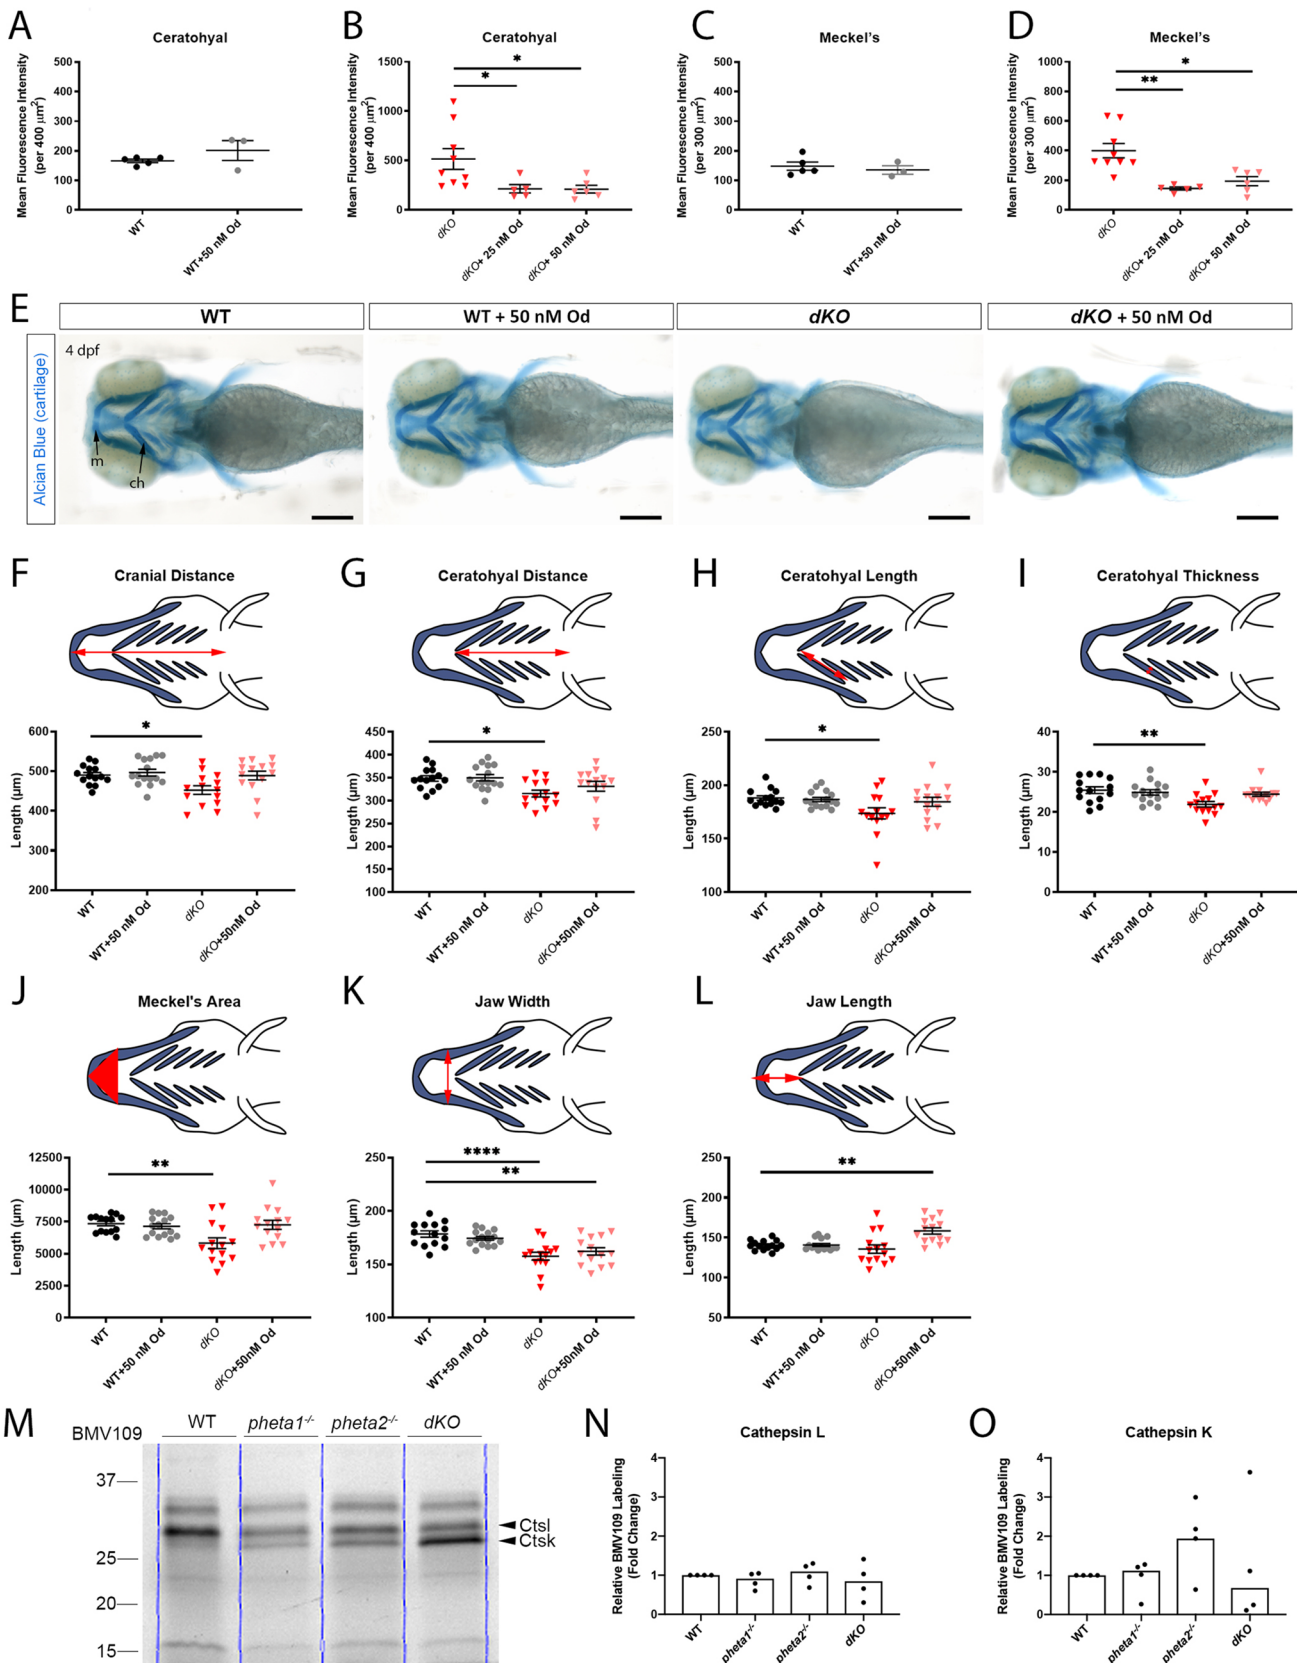 A
Ceratohyal
Mean Fluorescence Intensity
(per 400 µm²)
500
400
300
200
100
0
WT
WT+50 nM Od
B
Ceratohyal
Mean Fluorescence Intensity
(per 400 µm²)
1500
1000
500
0
*
*
dKO
dKO+ 25 nM Od
dKO+ 50 nM Od
C
Meckel's
Mean Fluorescence Intensity
(per 300 µm²)
500
400
300
200
100
0
WT
WT+50 nM Od
D
Meckel's
Mean Fluorescence Intensity
(per 300 µm²)
1000
800
600
400
200
0
*
**
dKO
dKO+ 25 nM Od
dKO+ 50 nM Od
E
WT
WT + 50 nM Od
dKO
dKO + 50 nM Od
Alcian Blue (cartilage)
4 dpf
m
ch
F
Cranial Distance
Length (µm)
600
500
400
300
200
*
WT
WT+50 nM Od
dKO
dKO+50nM Od
G
Ceratohyal Distance
Length (µm)
450
400
350
300
250
200
150
100
*
WT
WT+50 nM Od
dKO
dKO+50nM Od
H
Ceratohyal Length
Length (µm)
250
200
150
100
*
WT
WT+50 nM Od
dKO
dKO+50nM Od
I
Ceratohyal Thickness
Length (µm)
40
30
20
10
0
**
WT
WT+50 nM Od
dKO
dKO+50nM Od
J
Meckel's Area
Length (µm)
12500
10000
7500
5000
2500
0
**
WT
WT+50 nM Od
dKO
dKO+50nM Od
K
Jaw Width
Length (µm)
250
200
150
100
****
**
WT
WT+50 nM Od
dKO
dKO+50nM Od
L
Jaw Length
Length (µm)
250
200
150
100
50
**
WT
WT+50 nM Od
dKO
dKO+50nM Od
M
BMV109
WT
pheta1-/-
pheta2-/-
dKO
37
25
20
15
Ctsl
Ctsk
N
Cathepsin L
Relative BMV109 Labeling
(Fold Change)
4
3
2
1
0
WT
pheta1-/-
pheta2-/-
dKO
O
Cathepsin K
Relative BMV109 Labeling
(Fold Change)
4
3
2
1
0
WT
pheta1-/-
pheta2-/-
dKO